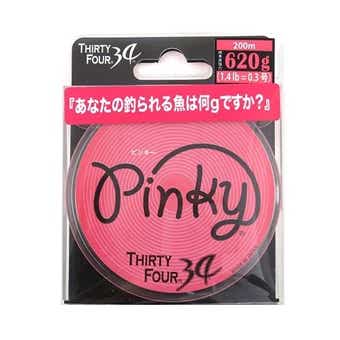 THIRTY
FOUR 34
200m
620g
(1.4lb=0.3号)
『あなたの釣られる魚は何gですか?』
ピンキー
Pinky
THIRTY
FOUR 34